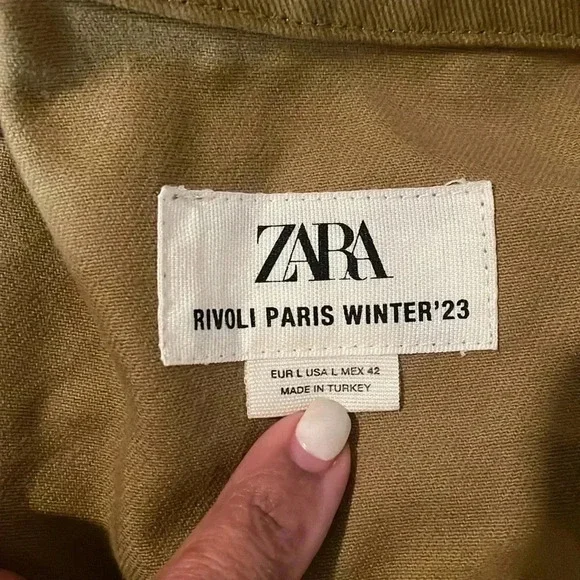 ZARA
RIVOLI PARIS WINTER'23
EUR L USA L MEX 42
MADE IN TURKEY